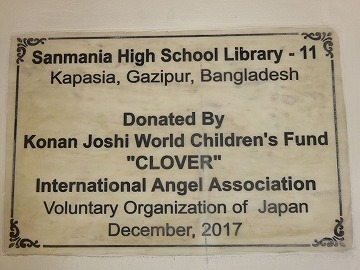 Sanmania High School Library - 11
Kapasia, Gazipur, Bangladesh
Donated By
Konan Joshi World Children's Fund
"CLOVER"
International Angel Association
Voluntary Organization of Japan
December, 2017